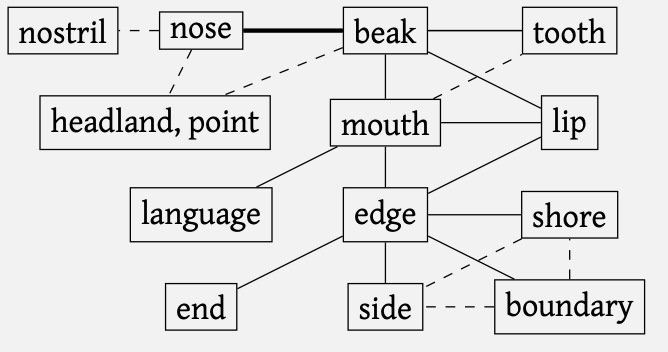 nostril
nose
beak
tooth
headland, point
mouth
lip
language
edge
shore
end
side
boundary